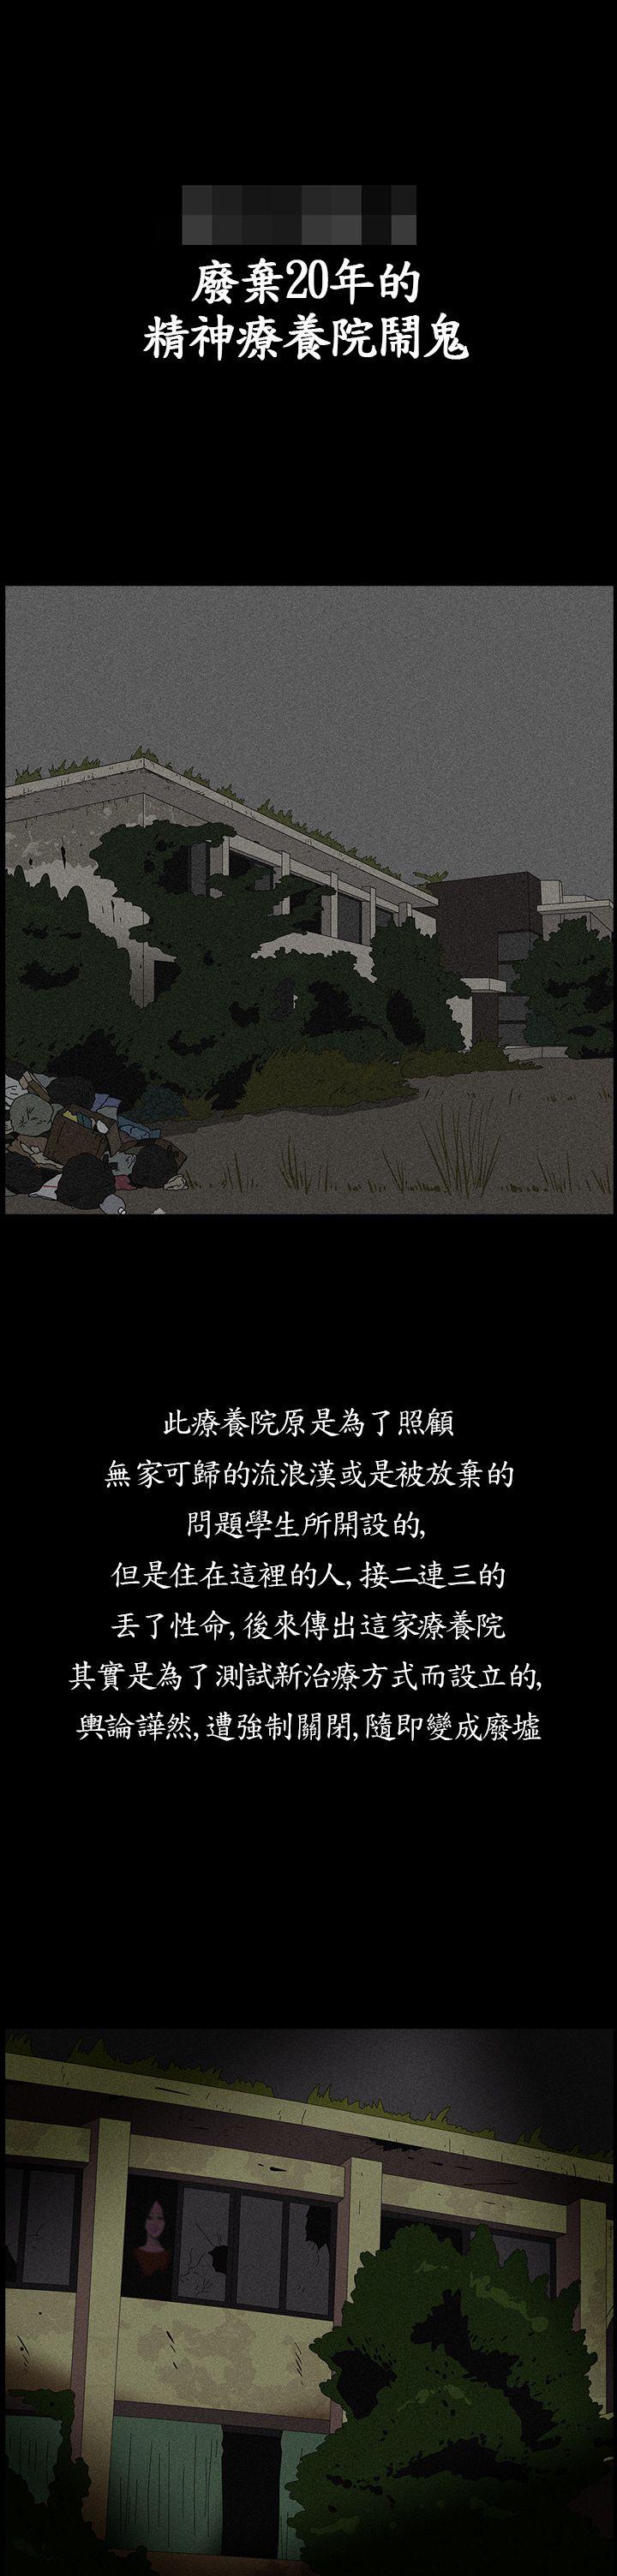 廢棄20年的
精神療養院鬧鬼
此療養院原是為了照顧
無家可歸的流浪漢或是被放棄的
問題學生所開設的,
但是住在這裡的人, 接二連三的
丟了性命, 後來傳出這家療養院
其實是為了測試新治療方式而設立的,
輿論譁然, 遭強制關閉, 隨即變成廢墟